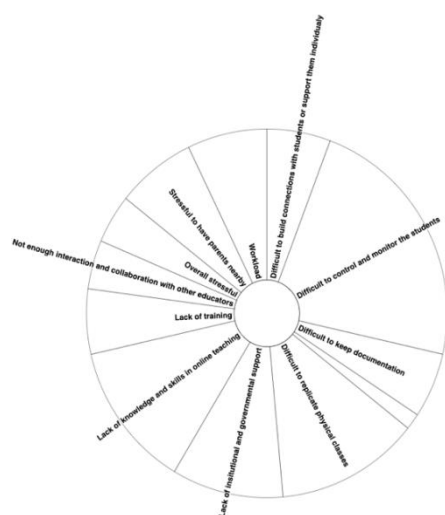 Difficult to build connections with students or support them individualy
Difficult to control and monitor the students
Difficult to keep documentation
Difficult to replicate physical classes
Lack of insitutional and governmental support
Lack of knowledge and skills in online teaching
Lack of training
Not enough interaction and collaboration with other educators
Overall stressful
Stressful to have parents nearby
Workload